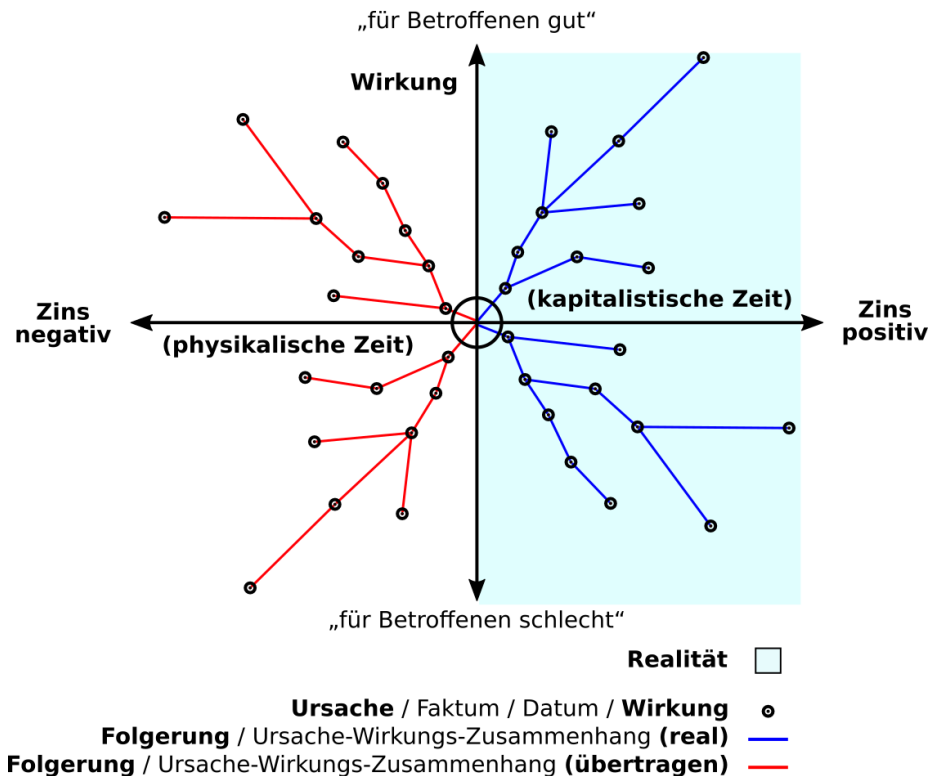 „für Betroffenen gut“
Wirkung
(kapitalistische Zeit)
Zins
negativ
Zins
positiv
(physikalische Zeit)
„für Betroffenen schlecht“
Realität
Ursache / Faktum / Datum / Wirkung
Folgerung / Ursache-Wirkungs-Zusammenhang (real)
Folgerung / Ursache-Wirkungs-Zusammenhang (übertragen)